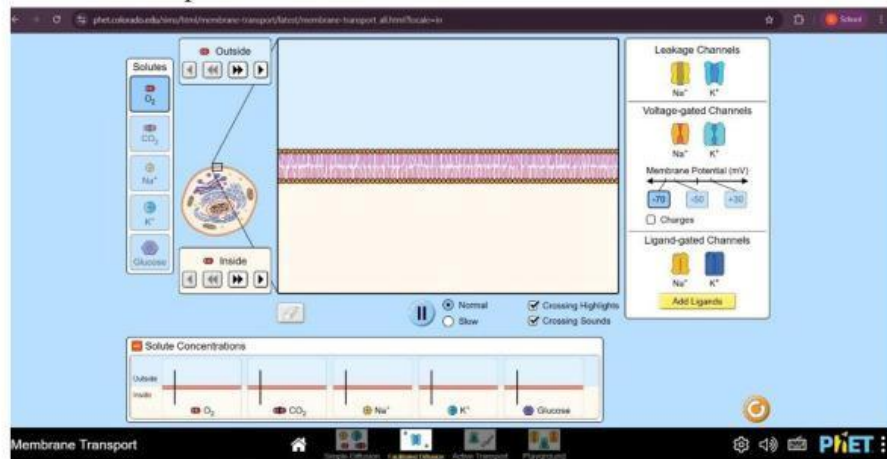 phet.colorado.edu/sims/html/membrane-transport/latest/membrane-transport_all.html?locale=in
School
Outside
Solutes
O₂
CO₂
Na⁺
K⁺
Glucose
Inside
Normal
Slow
Crossing Highlights
Crossing Sounds
Leakage Channels
Na⁺ K⁺
Voltage-gated Channels
Na⁺ K⁺
Membrane Potential (mV)
-70 -50 +30
Charges
Ligand-gated Channels
Na⁺ K⁺
Add Ligands
Solute Concentrations
Outside
Inside
O₂ CO₂ Na⁺ K⁺ Glucose
Membrane Transport
Simple Diffusion Facilitated Diffusion Active Transport Playground
PhET